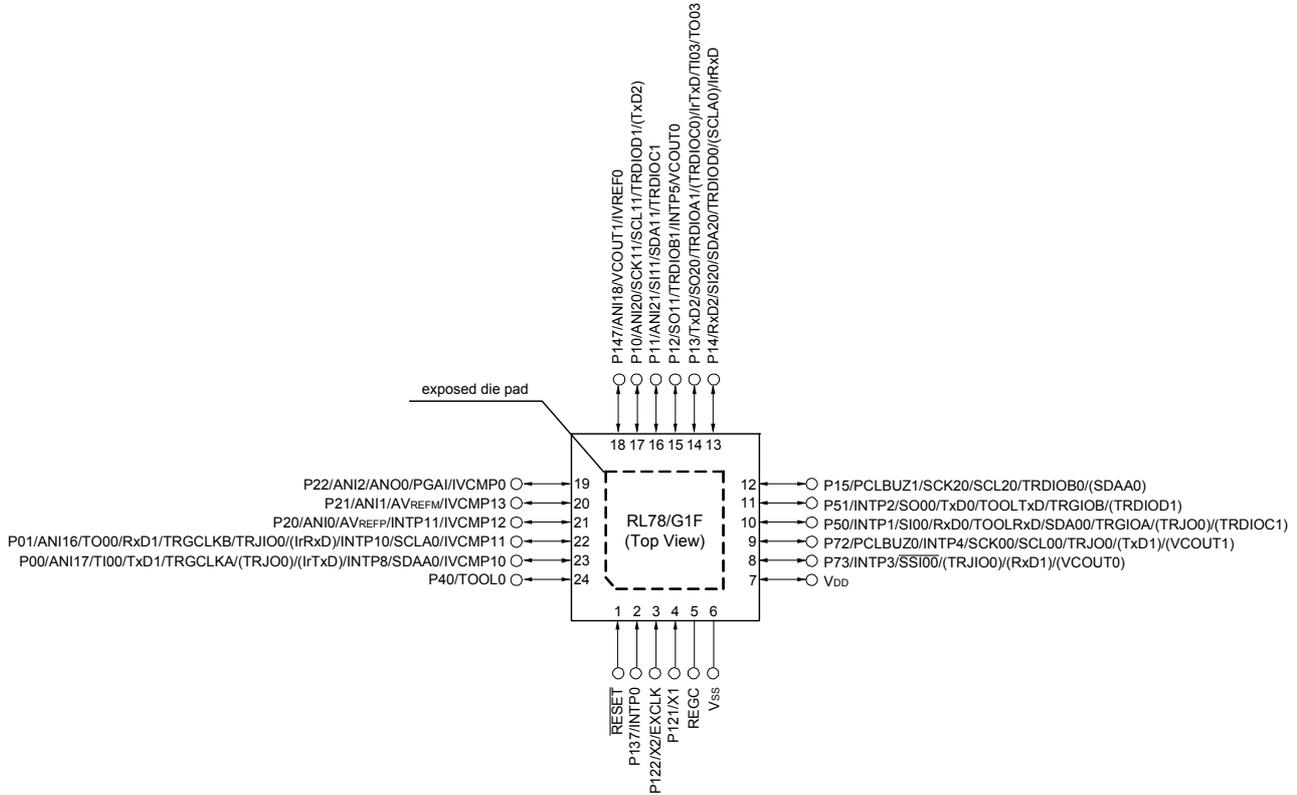 P147/ANI18/VCOUT1/IVREF0
P10/ANI20/SCK11/SCL11/TRDIOD1/(TxD2)
P11/ANI21/SI11/SDA11/TRDIOC1
P12/SO11/TRDIOB1/INTP5/VCOUT0
P13/TxD2/SO20/TRDIOA1/(TRDIOC0)/IrTxD/TI03/TO03
P14/RxD2/SI20/SDA20/TRDIOD0/(SCLA0)/IrRxD
exposed die pad
18 17 16 15 14 13
P22/ANI2/ANO0/PGAI/IVCMP0 19
P21/ANI1/AVREFM/IVCMP13 20
P20/ANI0/AVREFP/INTP11/IVCMP12 21
P01/ANI16/TO00/RxD1/TRGCLKB/TRJIO0/(IrRxD)/INTP10/SCLA0/IVCMP11 22
P00/ANI17/TI00/TxD1/TRGCLKA/(TRJO0)/(IrTxD)/INTP8/SDAA0/IVCMP10 23
P40/TOOL0 24
RL78/G1F
(Top View)
12 P15/PCLBUZ1/SCK20/SCL20/TRDIOB0/(SDAA0)
11 P51/INTP2/SO00/TxD0/TOOLTxD/TRGIOB/(TRDIOD1)
10 P50/INTP1/SI00/RxD0/TOOLRxD/SDA00/TRGIOA/(TRJO0)/(TRDIOC1)
9 P72/PCLBUZ0/INTP4/SCK00/SCL00/TRJO0/(TxD1)/(VCOUT1)
8 P73/INTP3/SSI00/(TRJIO0)/(RxD1)/(VCOUT0)
7 VDD
1 2 3 4 5 6
RESET
P137/INTP0
P122/X2/EXCLK
P121/X1
REGC
VSS